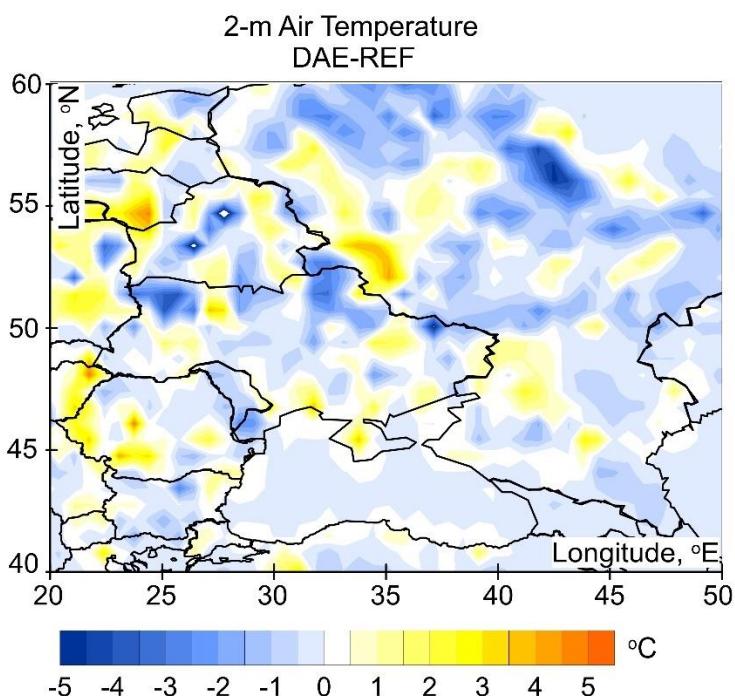 2-m Air Temperature
DAE-REF
60
Latitude, °N
55
50
45
40
Longitude, °E
20 25 30 35 40 45 50
°C
-5 -4 -3 -2 -1 0 1 2 3 4 5